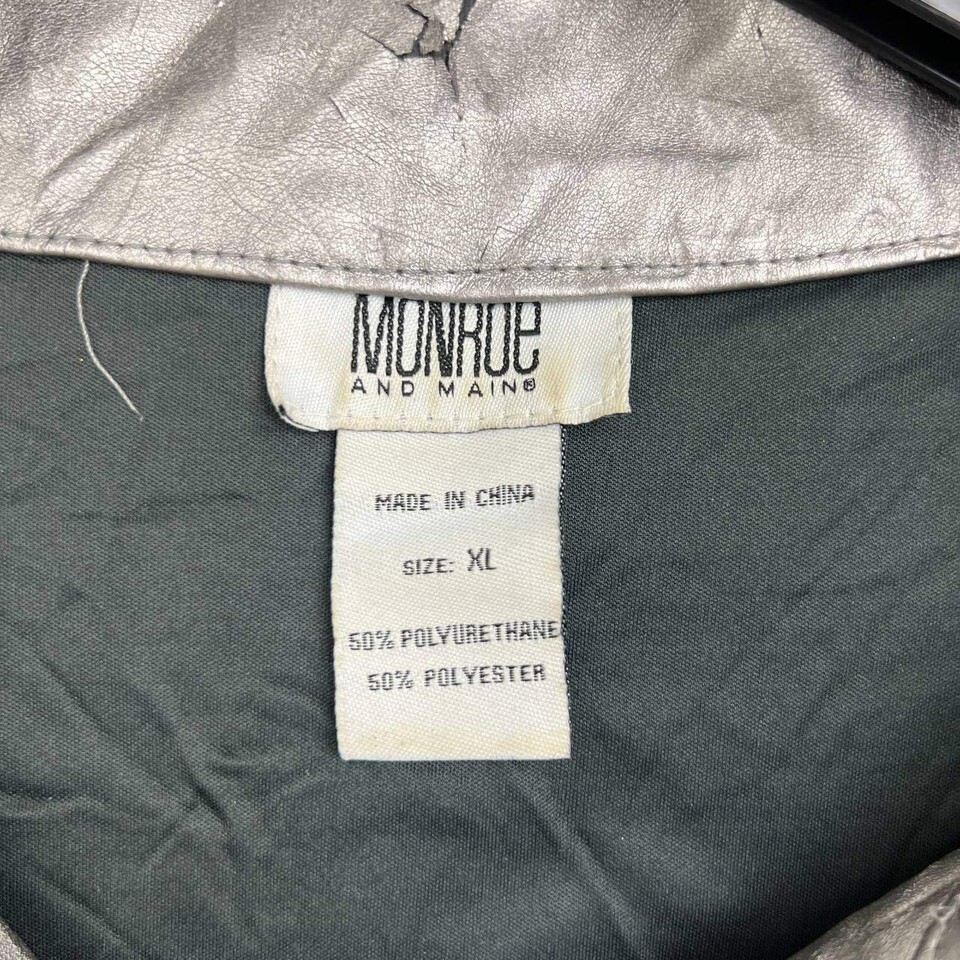 MONROe
AND MAIN®
MADE IN CHINA
SIZE: XL
50% POLYURETHANE
50% POLYESTER